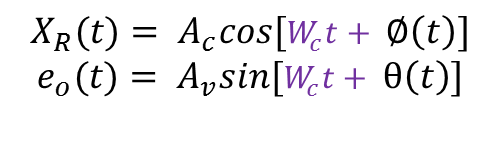 X_R(t) = A_c cos[W_c t + Ø(t)]
e_o(t) = A_v sin[W_c t + θ(t)]